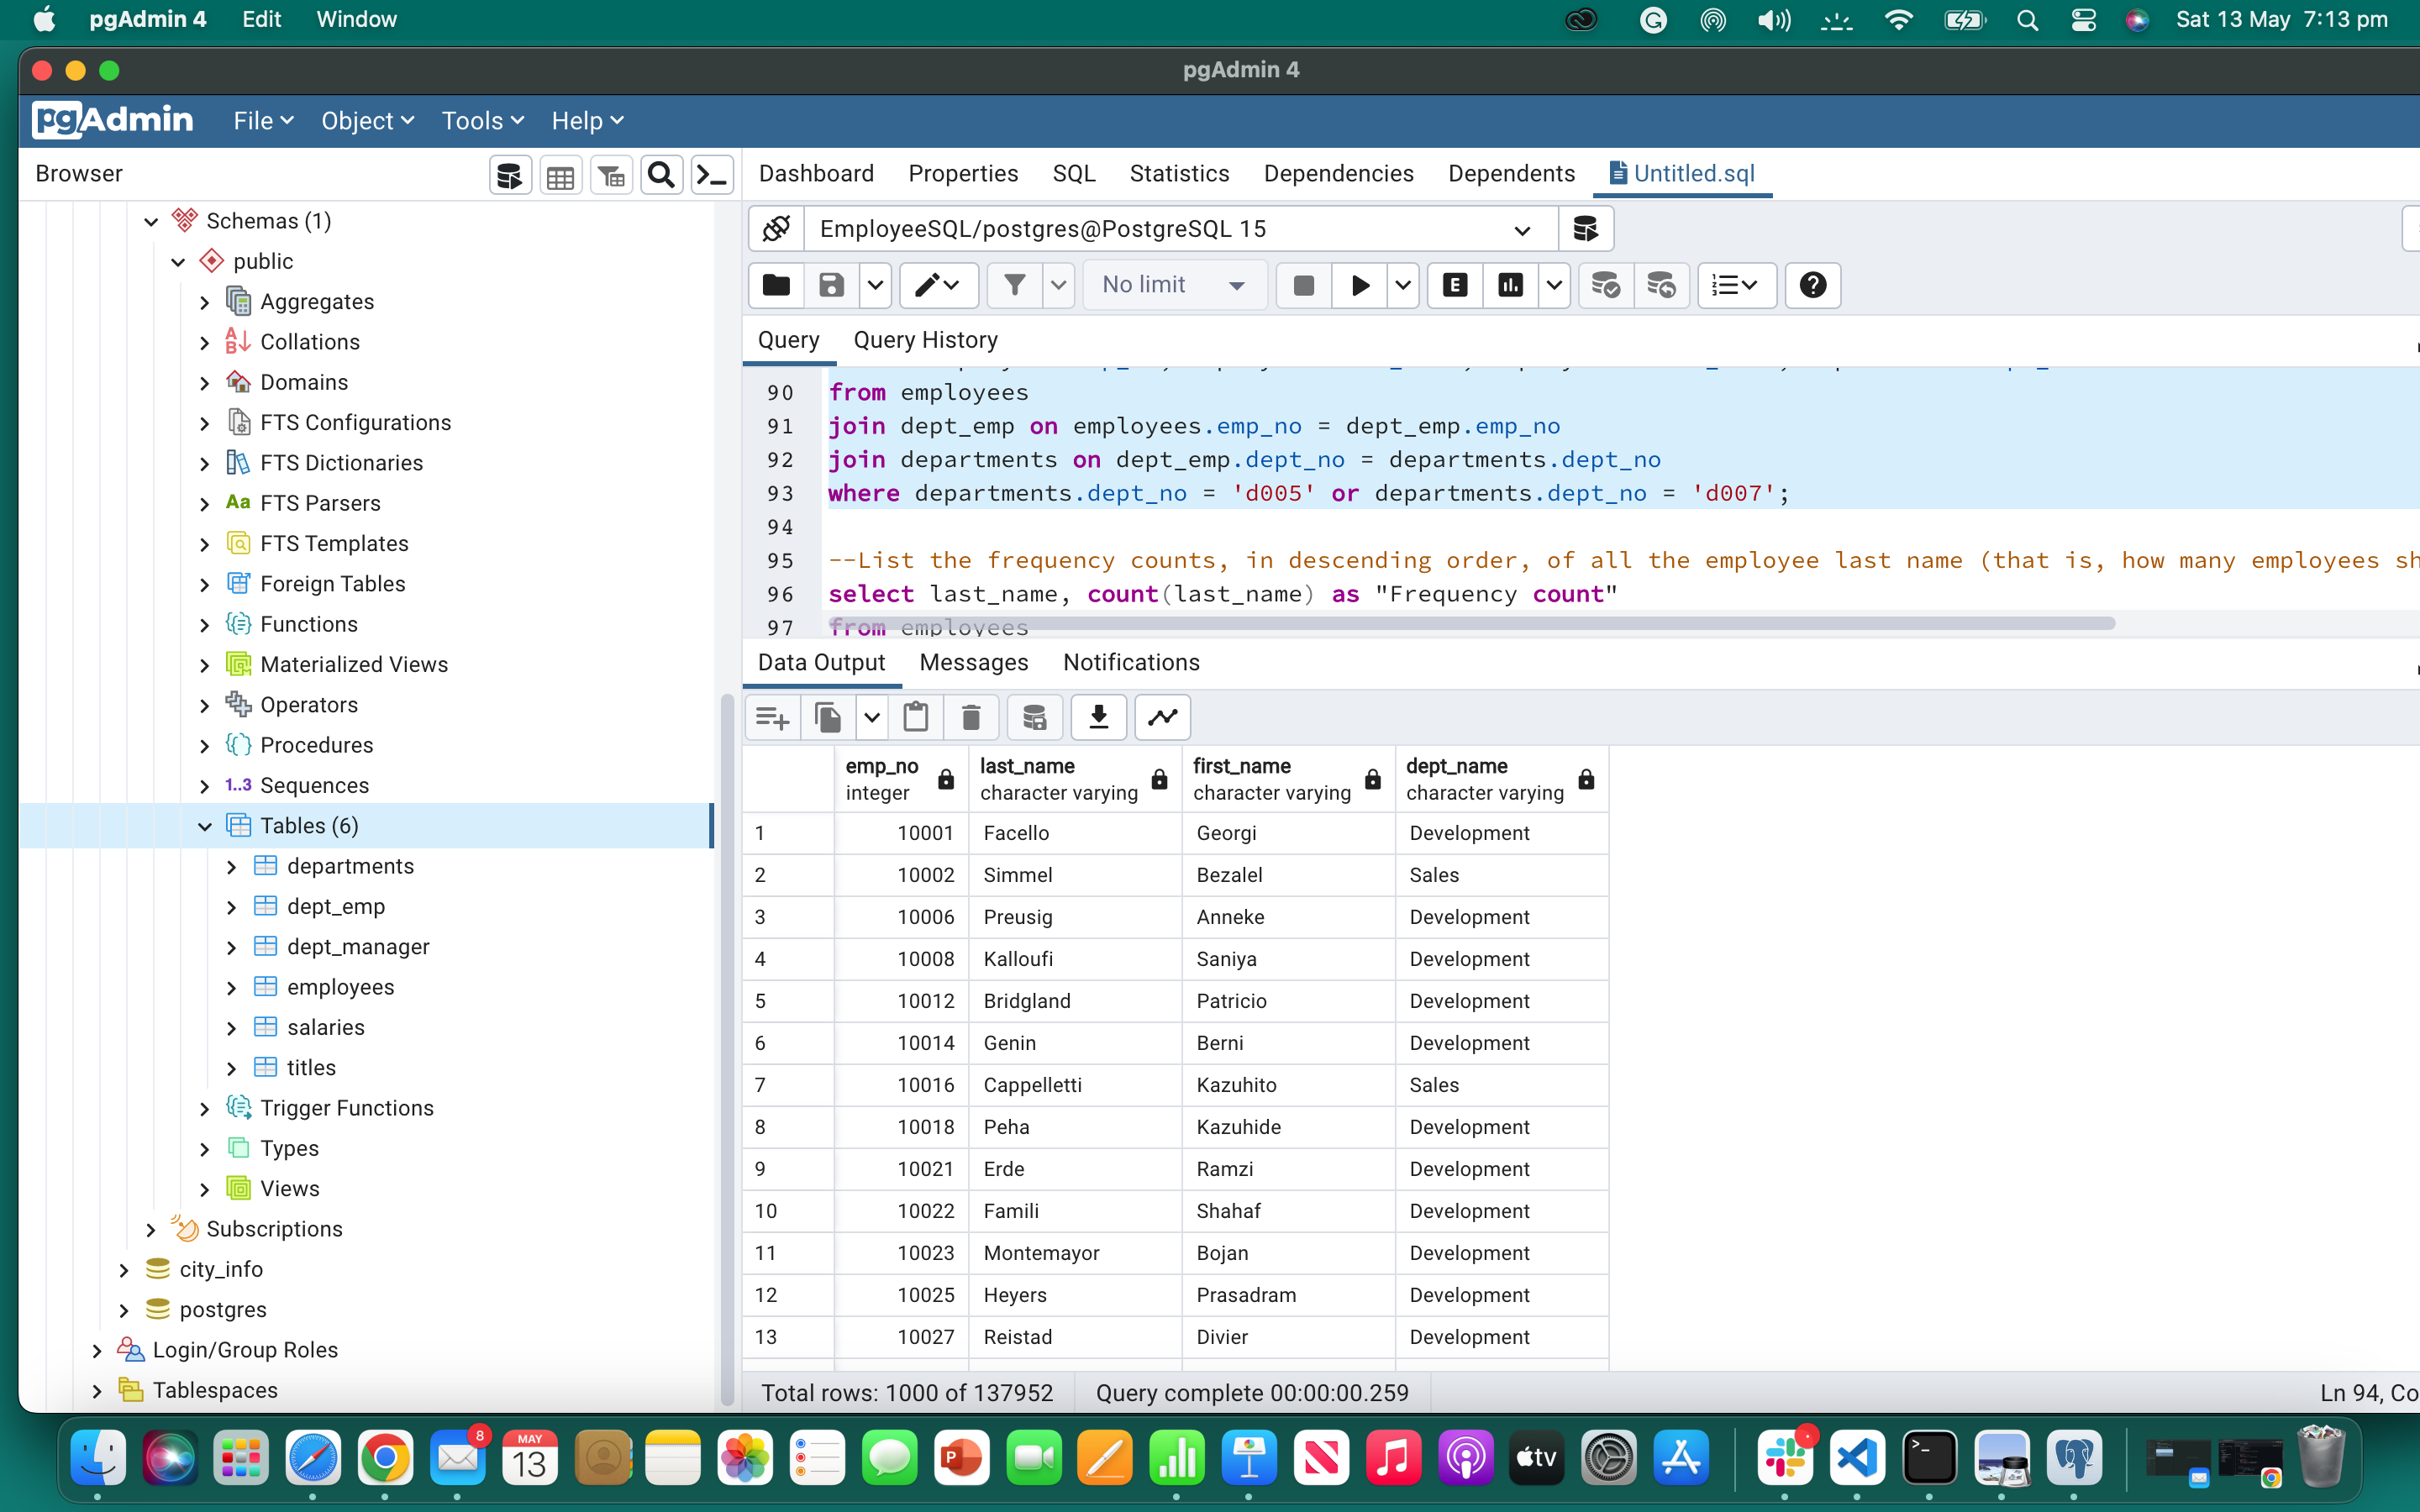 pgAdmin 4 Edit Window Sat 13 May 7:13 pm
pgAdmin 4
pgAdmin File Object Tools Help
Browser
Dashboard Properties SQL Statistics Dependencies Dependents Untitled.sql
Schemas (1)
public
Aggregates
Collations
Domains
FTS Configurations
FTS Dictionaries
Aa FTS Parsers
FTS Templates
Foreign Tables
Functions
Materialized Views
Operators
Procedures
1..3 Sequences
Tables (6)
departments
dept_emp
dept_manager
employees
salaries
titles
Trigger Functions
Types
Views
Subscriptions
city_info
postgres
Login/Group Roles
Tablespaces
EmployeeSQL/postgres@PostgreSQL 15
No limit E
Query Query History
90 from employees
91 join dept_emp on employees.emp_no = dept_emp.emp_no
92 join departments on dept_emp.dept_no = departments.dept_no
93 where departments.dept_no = 'd005' or departments.dept_no = 'd007';
94
95 --List the frequency counts, in descending order, of all the employee last name (that is, how many employees sh
96 select last_name, count(last_name) as "Frequency count"
97 from employees
Data Output Messages Notifications
emp_no last_name first_name dept_name
integer character varying character varying character varying
1 10001 Facello Georgi Development
2 10002 Simmel Bezalel Sales
3 10006 Preusig Anneke Development
4 10008 Kalloufi Saniya Development
5 10012 Bridgland Patricio Development
6 10014 Genin Berni Development
7 10016 Cappelletti Kazuhito Sales
8 10018 Peha Kazuhide Development
9 10021 Erde Ramzi Development
10 10022 Famili Shahaf Development
11 10023 Montemayor Bojan Development
12 10025 Heyers Prasadram Development
13 10027 Reistad Divier Development
Total rows: 1000 of 137952 Query complete 00:00:00.259 Ln 94, Co
8 MAY 13 tv